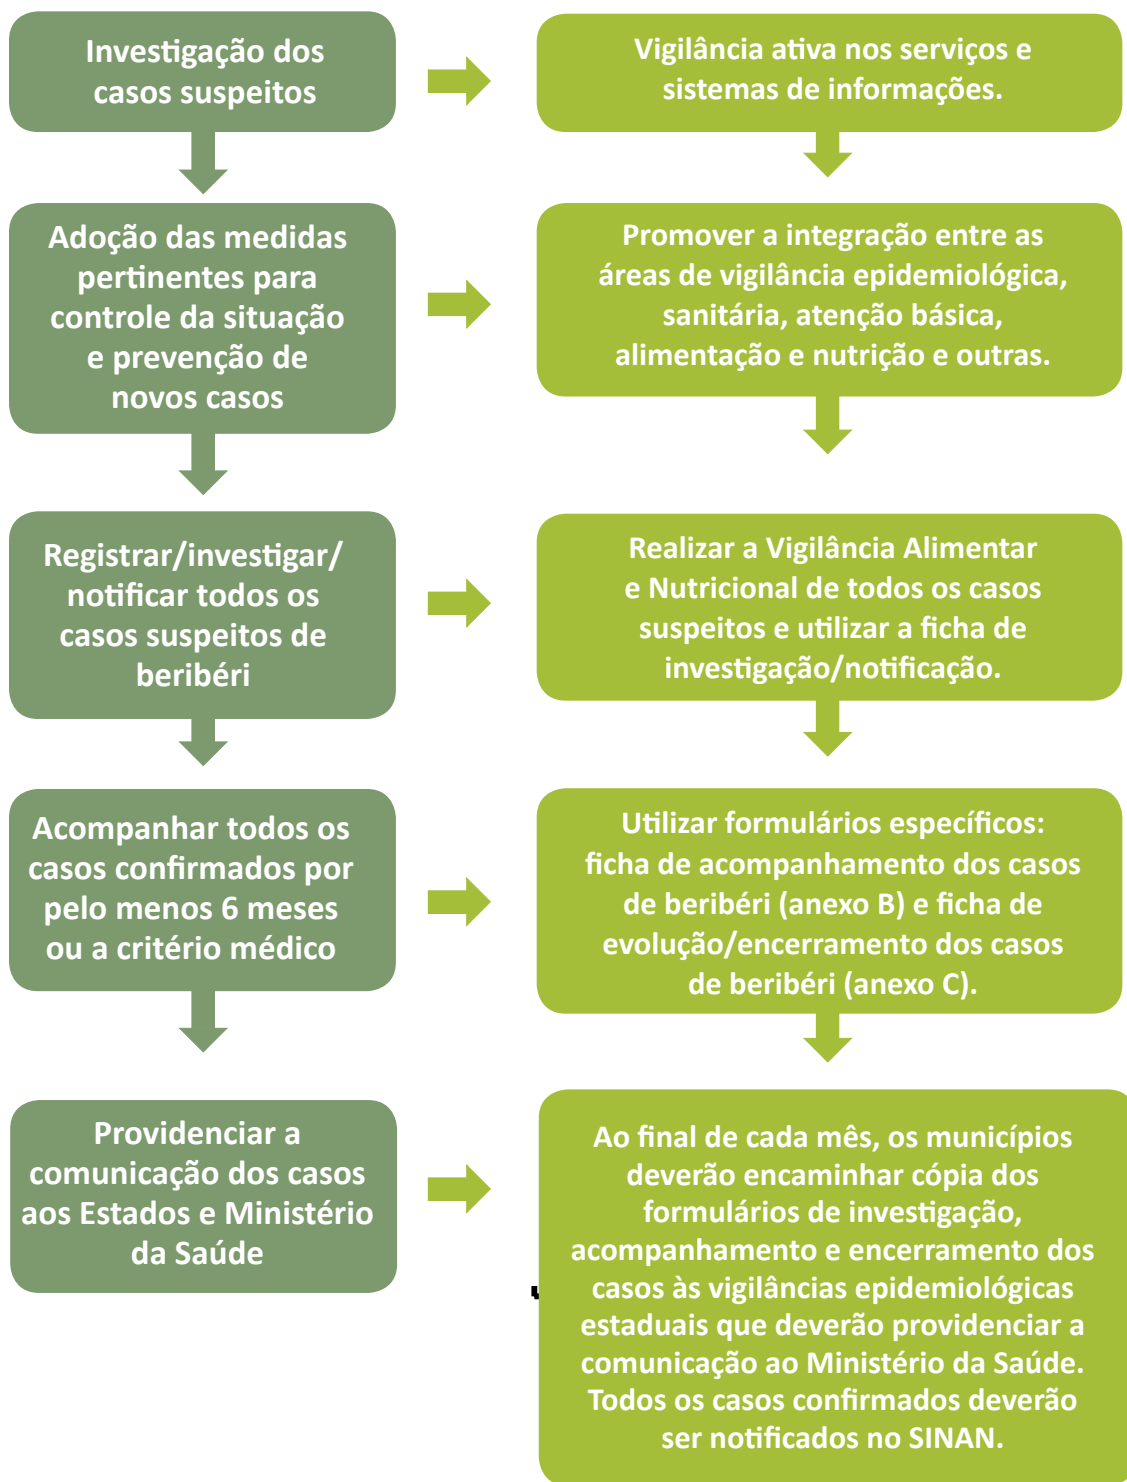 Investigação dos
casos suspeitos
Vigilância ativa nos serviços e
sistemas de informações.
Adoção das medidas
pertinentes para
controle da situação
e prevenção de
novos casos
Promover a integração entre as
áreas de vigilância epidemiológica,
sanitária, atenção básica,
alimentação e nutrição e outras.
Registrar/investigar/
notificar todos os
casos suspeitos de
beribéri
Realizar a Vigilância Alimentar
e Nutricional de todos os casos
suspeitos e utilizar a ficha de
investigação/notificação.
Acompanhar todos os
casos confirmados por
pelo menos 6 meses
ou a critério médico
Utilizar formulários específicos:
ficha de acompanhamento dos casos
de beribéri (anexo B) e ficha de
evolução/encerramento dos casos
de beribéri (anexo C).
Providenciar a
comunicação dos casos
aos Estados e Ministério
da Saúde
Ao final de cada mês, os municípios
deverão encaminhar cópia dos
formulários de investigação,
acompanhamento e encerramento dos
casos às vigilâncias epidemiológicas
estaduais que deverão providenciar a
comunicação ao Ministério da Saúde.
Todos os casos confirmados deverão
ser notificados no SINAN.